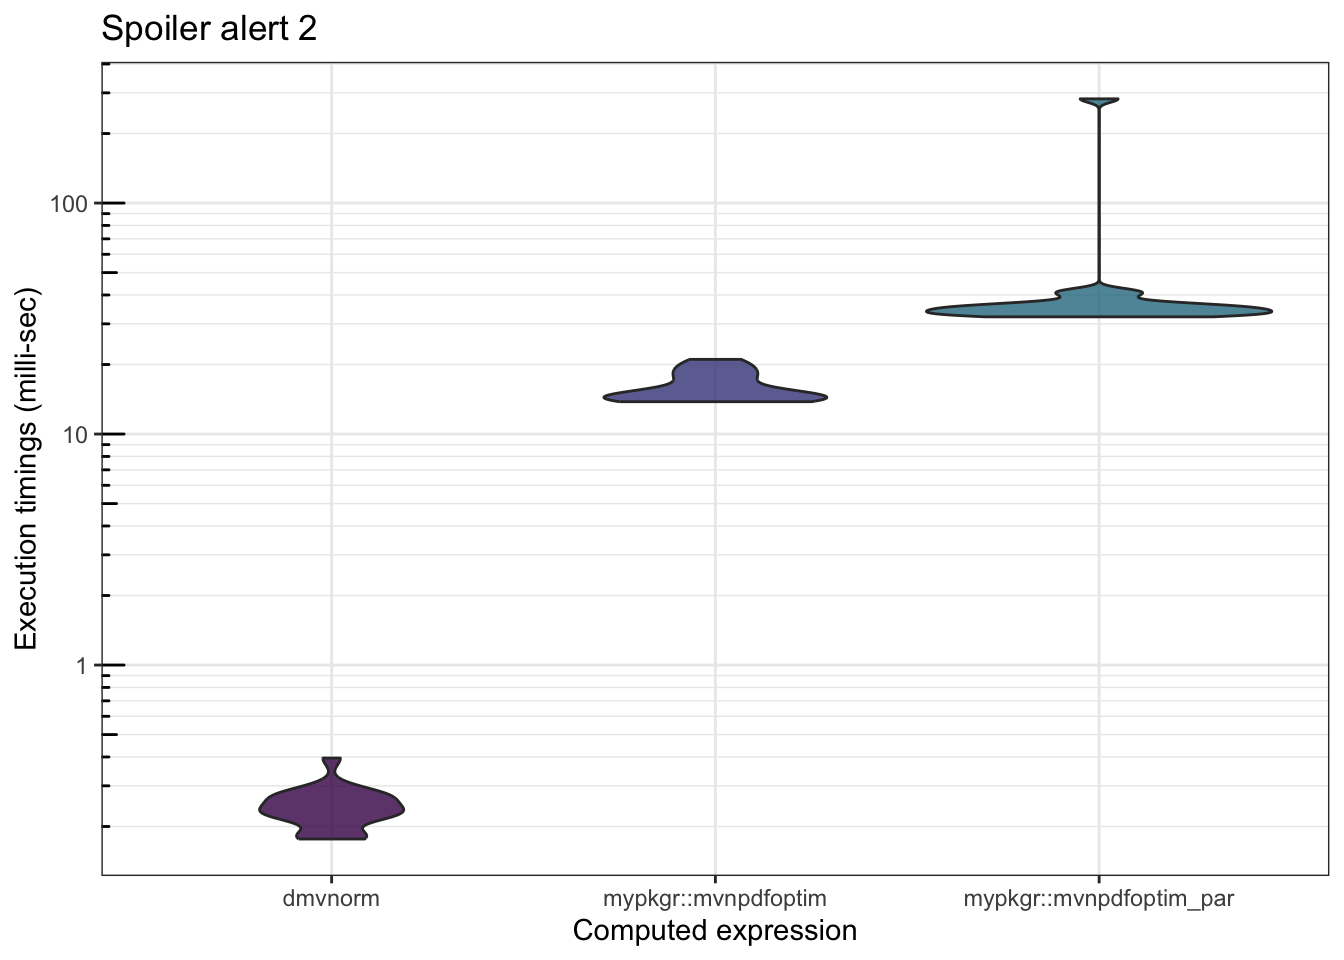 Spoiler alert 2
Execution timings (milli-sec)
100
10
1
dmvnorm
mypkgr::mvnpdfoptim
mypkgr::mvnpdfoptim_par
Computed expression